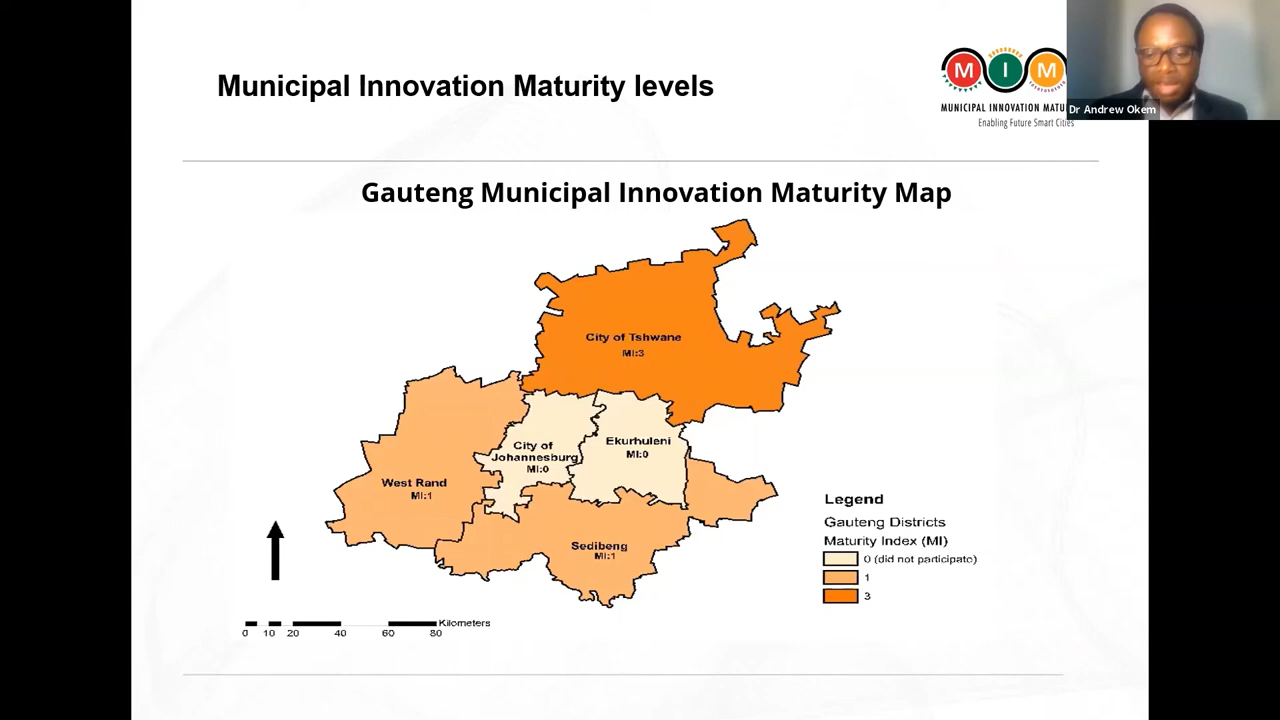 Municipal Innovation Maturity levels
M I M
MUNICIPAL INNOVATION MATU
Enabling Future Smart Cities
Dr Andrew Okem
Gauteng Municipal Innovation Maturity Map
City of Tshwane
MI:3
City of
Johannesburg
MI:0
Ekurhuleni
MI:0
West Rand
MI:1
Sedibeng
MI:1
Legend
Gauteng Districts
Maturity Index (MI)
0 (did not participate)
1
3
Kilometers
0 10 20 40 60 80